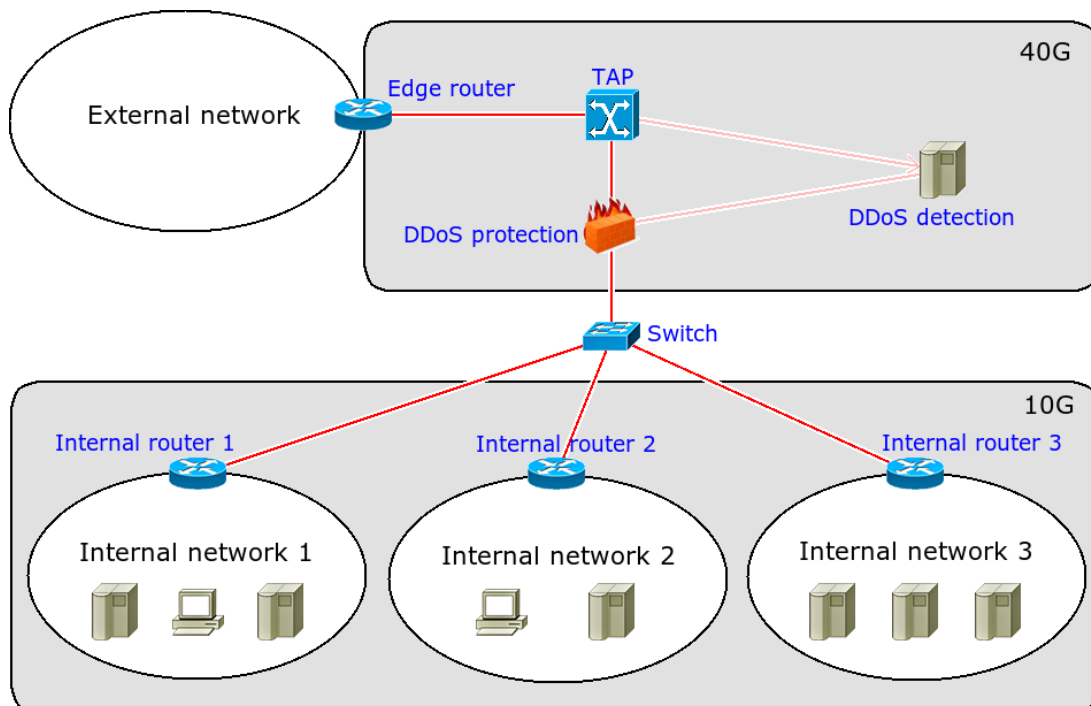 40G
TAP
Edge router
External network
DDoS detection
DDoS protection
Switch
10G
Internal router 1
Internal router 2
Internal router 3
Internal network 1
Internal network 2
Internal network 3